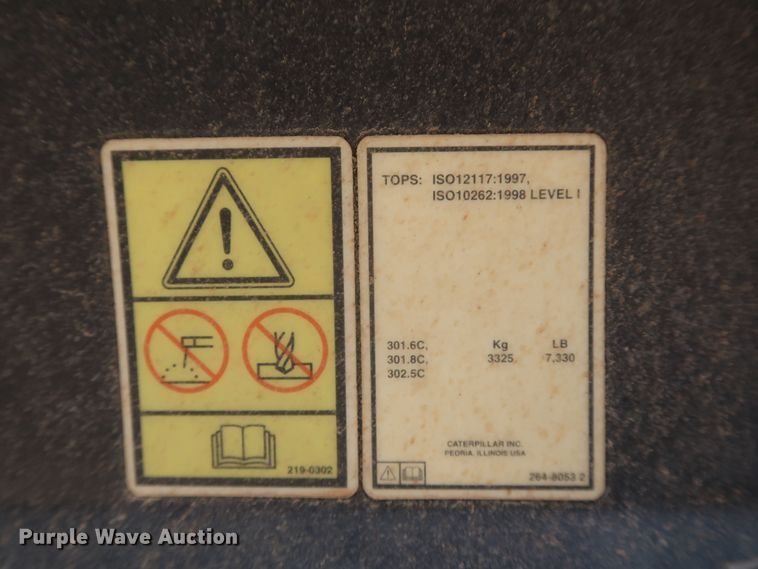 219-0302
TOPS: ISO12117:1997,
ISO10262:1998 LEVEL I
301.6C, Kg LB
301.8C, 3325 7,330
302.5C
CATERPILLAR INC.
PEORIA, ILLINOIS USA
264-8053 2
Purple Wave Auction